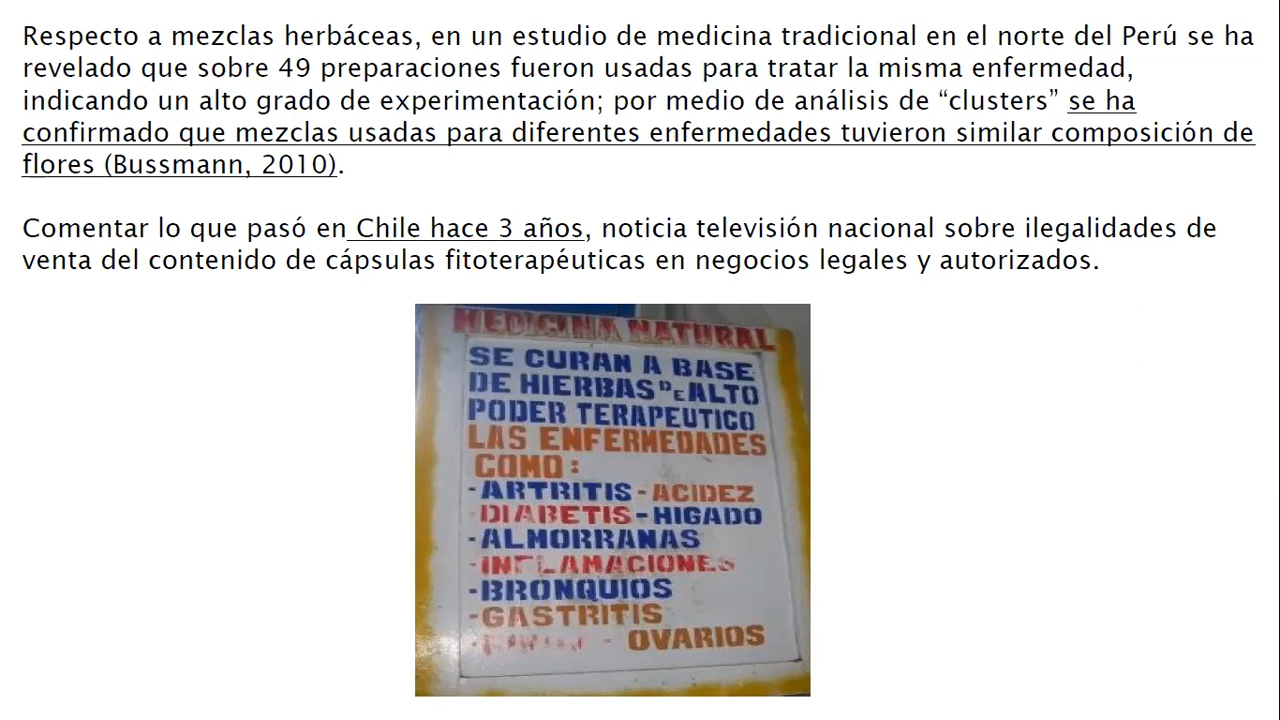 Respecto a mezclas herbáceas, en un estudio de medicina tradicional en el norte del Perú se ha
revelado que sobre 49 preparaciones fueron usadas para tratar la misma enfermedad,
indicando un alto grado de experimentación; por medio de análisis de “clusters” se ha
confirmado que mezclas usadas para diferentes enfermedades tuvieron similar composición de
flores (Bussmann, 2010).
Comentar lo que pasó en Chile hace 3 años, noticia televisión nacional sobre ilegalidades de
venta del contenido de cápsulas fitoterapéuticas en negocios legales y autorizados.
MEDICINA NATURAL
SE CURAN A BASE
DE HIERBAS DE ALTO
PODER TERAPEUTICO
LAS ENFERMEDADES
COMO:
-ARTRITIS -ACIDEZ
-DIABETIS -HIGADO
-ALMORRANAS
-INFLAMACIONES
-BRONQUIOS
-GASTRITIS
- OVARIOS